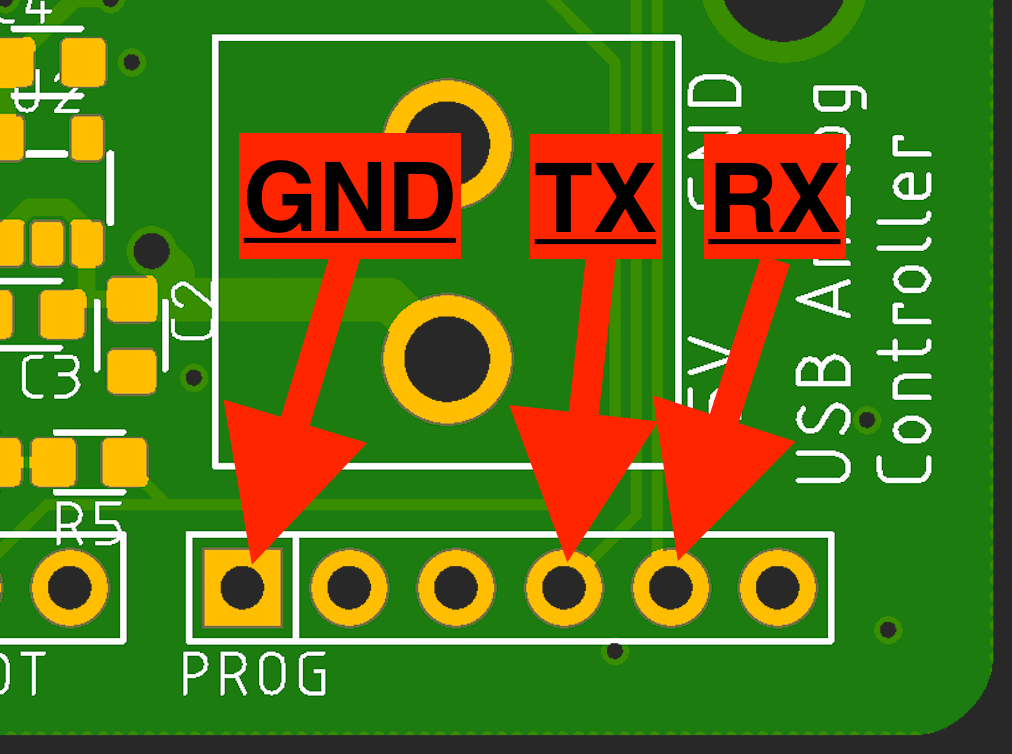 C4
U2
GND
TX
RX
GND
5V
USB Analog
Controller
C2
C3
R5
OT
PROG